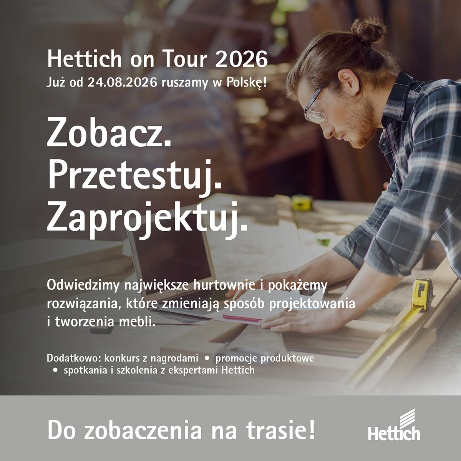 Hettich on Tour 2026
Już od 24.08.2026 ruszamy w Polskę!
Zobacz.
Przetestuj.
Zaprojektuj.
Odwiedzimy największe hurtownie i pokażemy
rozwiązania, które zmieniają sposób projektowania
i tworzenia mebli.
Dodatkowo: konkurs z nagrodami • promocje produktowe
• spotkania i szkolenia z ekspertami Hettich
Do zobaczenia na trasie!
Hettich